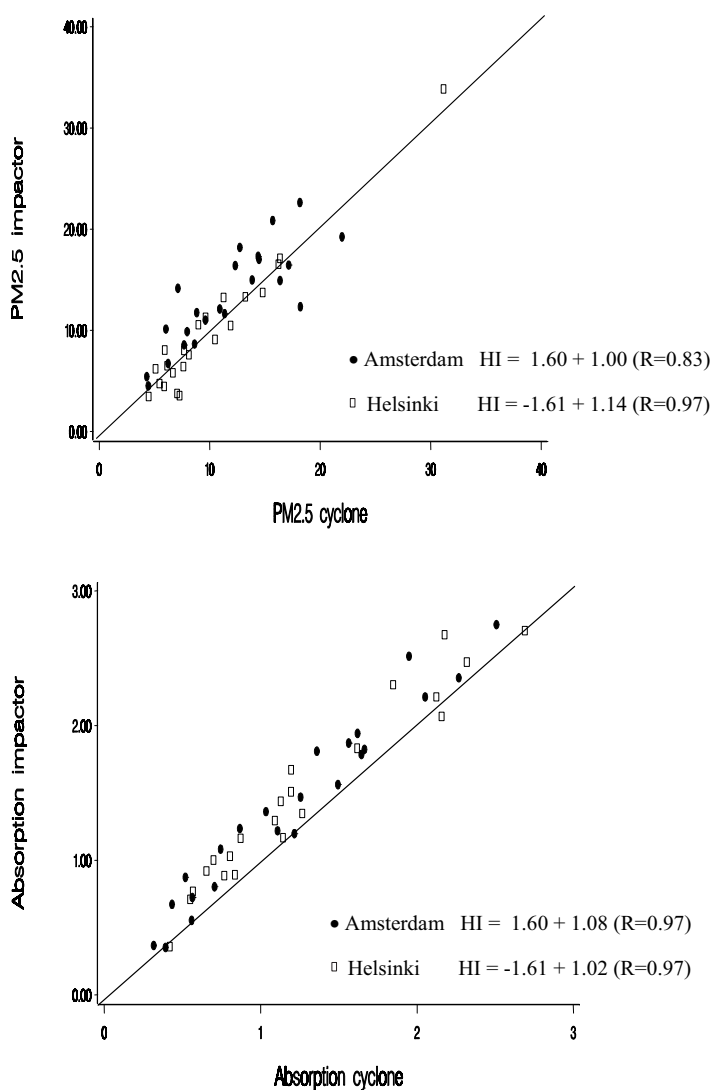 40.00
30.00
PM2.5 impactor
20.00
10.00
● Amsterdam HI = 1.60 + 1.00 (R=0.83)
▯ Helsinki HI = -1.61 + 1.14 (R=0.97)
0.00
0 10 20 30 40
PM2.5 cyclone
3.00
2.00
Absorption impactor
1.00
● Amsterdam HI = 1.60 + 1.08 (R=0.97)
▯ Helsinki HI = -1.61 + 1.02 (R=0.97)
0.00
0 1 2 3
Absorption cyclone